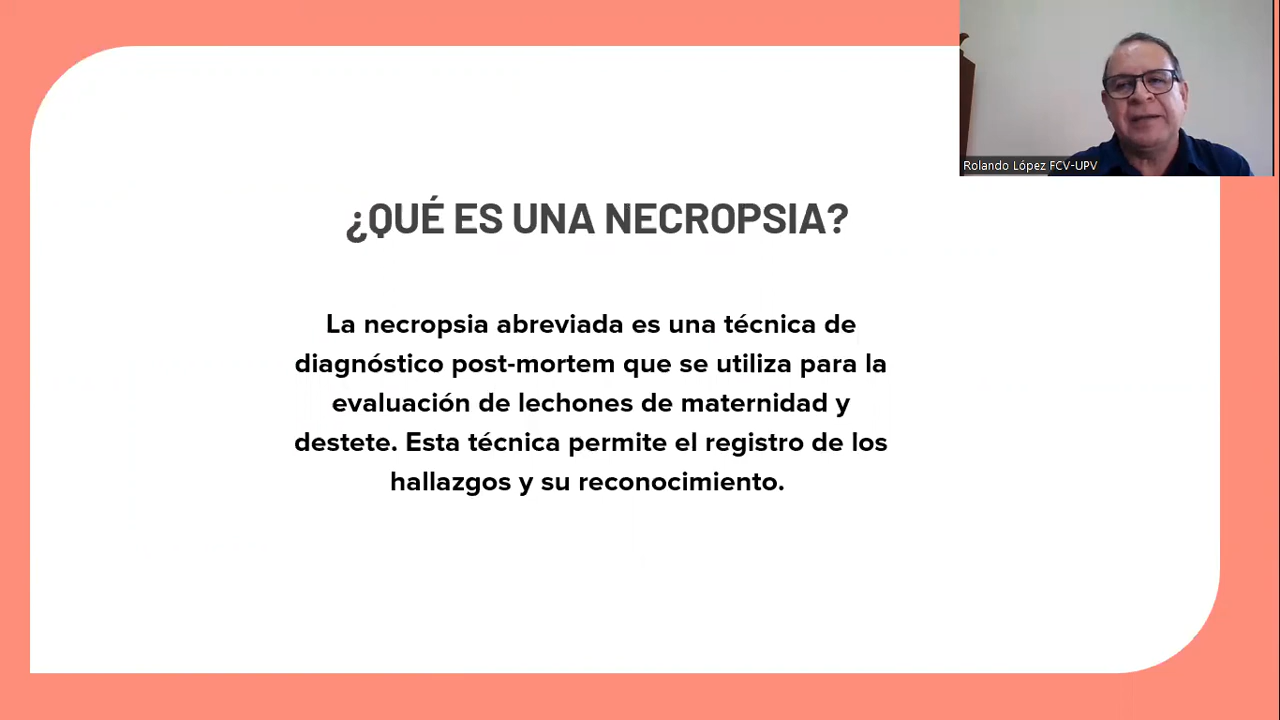 Rolando López FCV-UPV
¿QUÉ ES UNA NECROPSIA?
La necropsia abreviada es una técnica de
diagnóstico post-mortem que se utiliza para la
evaluación de lechones de maternidad y
destete. Esta técnica permite el registro de los
hallazgos y su reconocimiento.